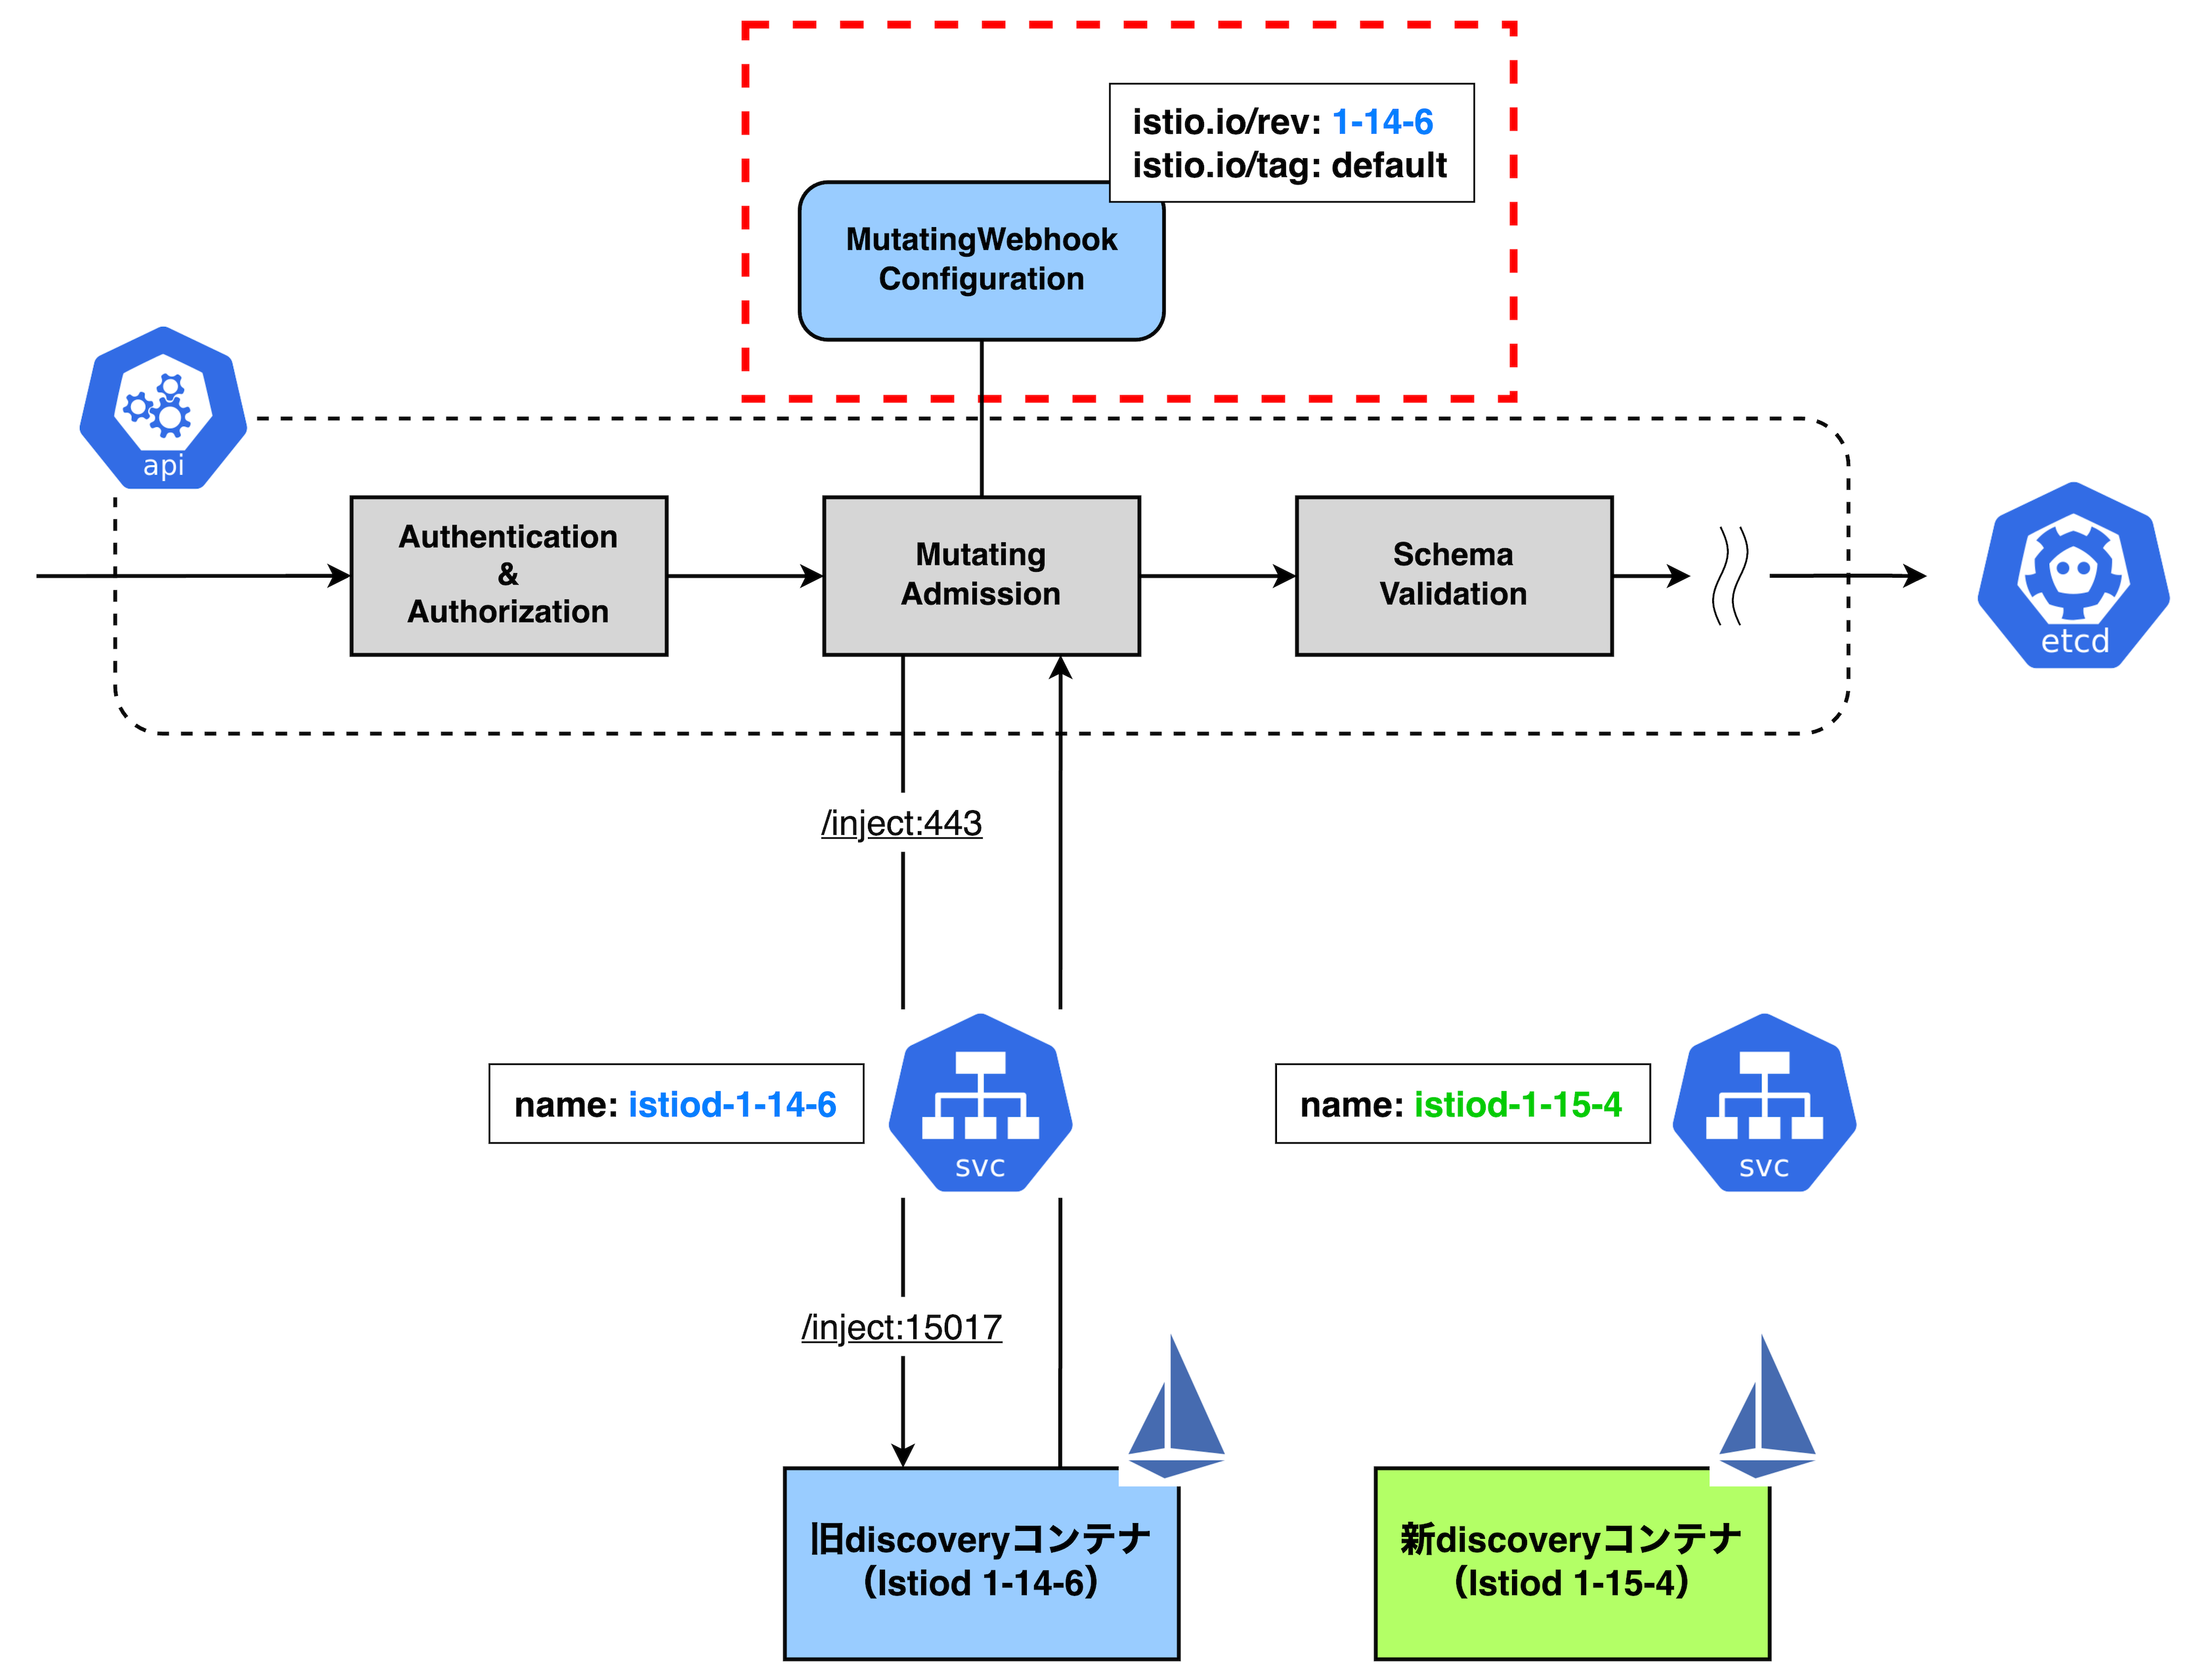 istio.io/rev: 1-14-6
istio.io/tag: default
MutatingWebhook
Configuration
api
Authentication
&
Authorization
Mutating
Admission
Schema
Validation
etcd
/inject:443
name: istiod-1-14-6
svc
name: istiod-1-15-4
svc
/inject:15017
旧discoveryコンテナ
(Istiod 1-14-6)
新discoveryコンテナ
(Istiod 1-15-4)